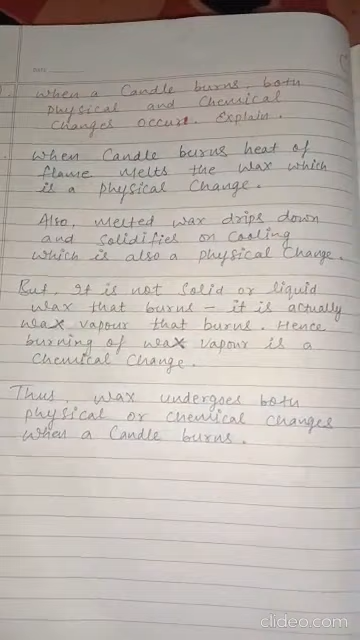 When a Candle burns, both
physical and Chemical
Changes occur. Explain.
When Candle burns heat of
flame melts the wax which
is a physical Change.
Also, melted wax drips down
and solidifies on cooling
which is also a physical Change.
But, It is not solid or liquid
wax that burns - it is actually
wax vapour that burns. Hence
burning of wax vapour is a
Chemical Change.
Thus, wax undergoes both
physical or chemical changes
when a Candle burns.
clideo.com